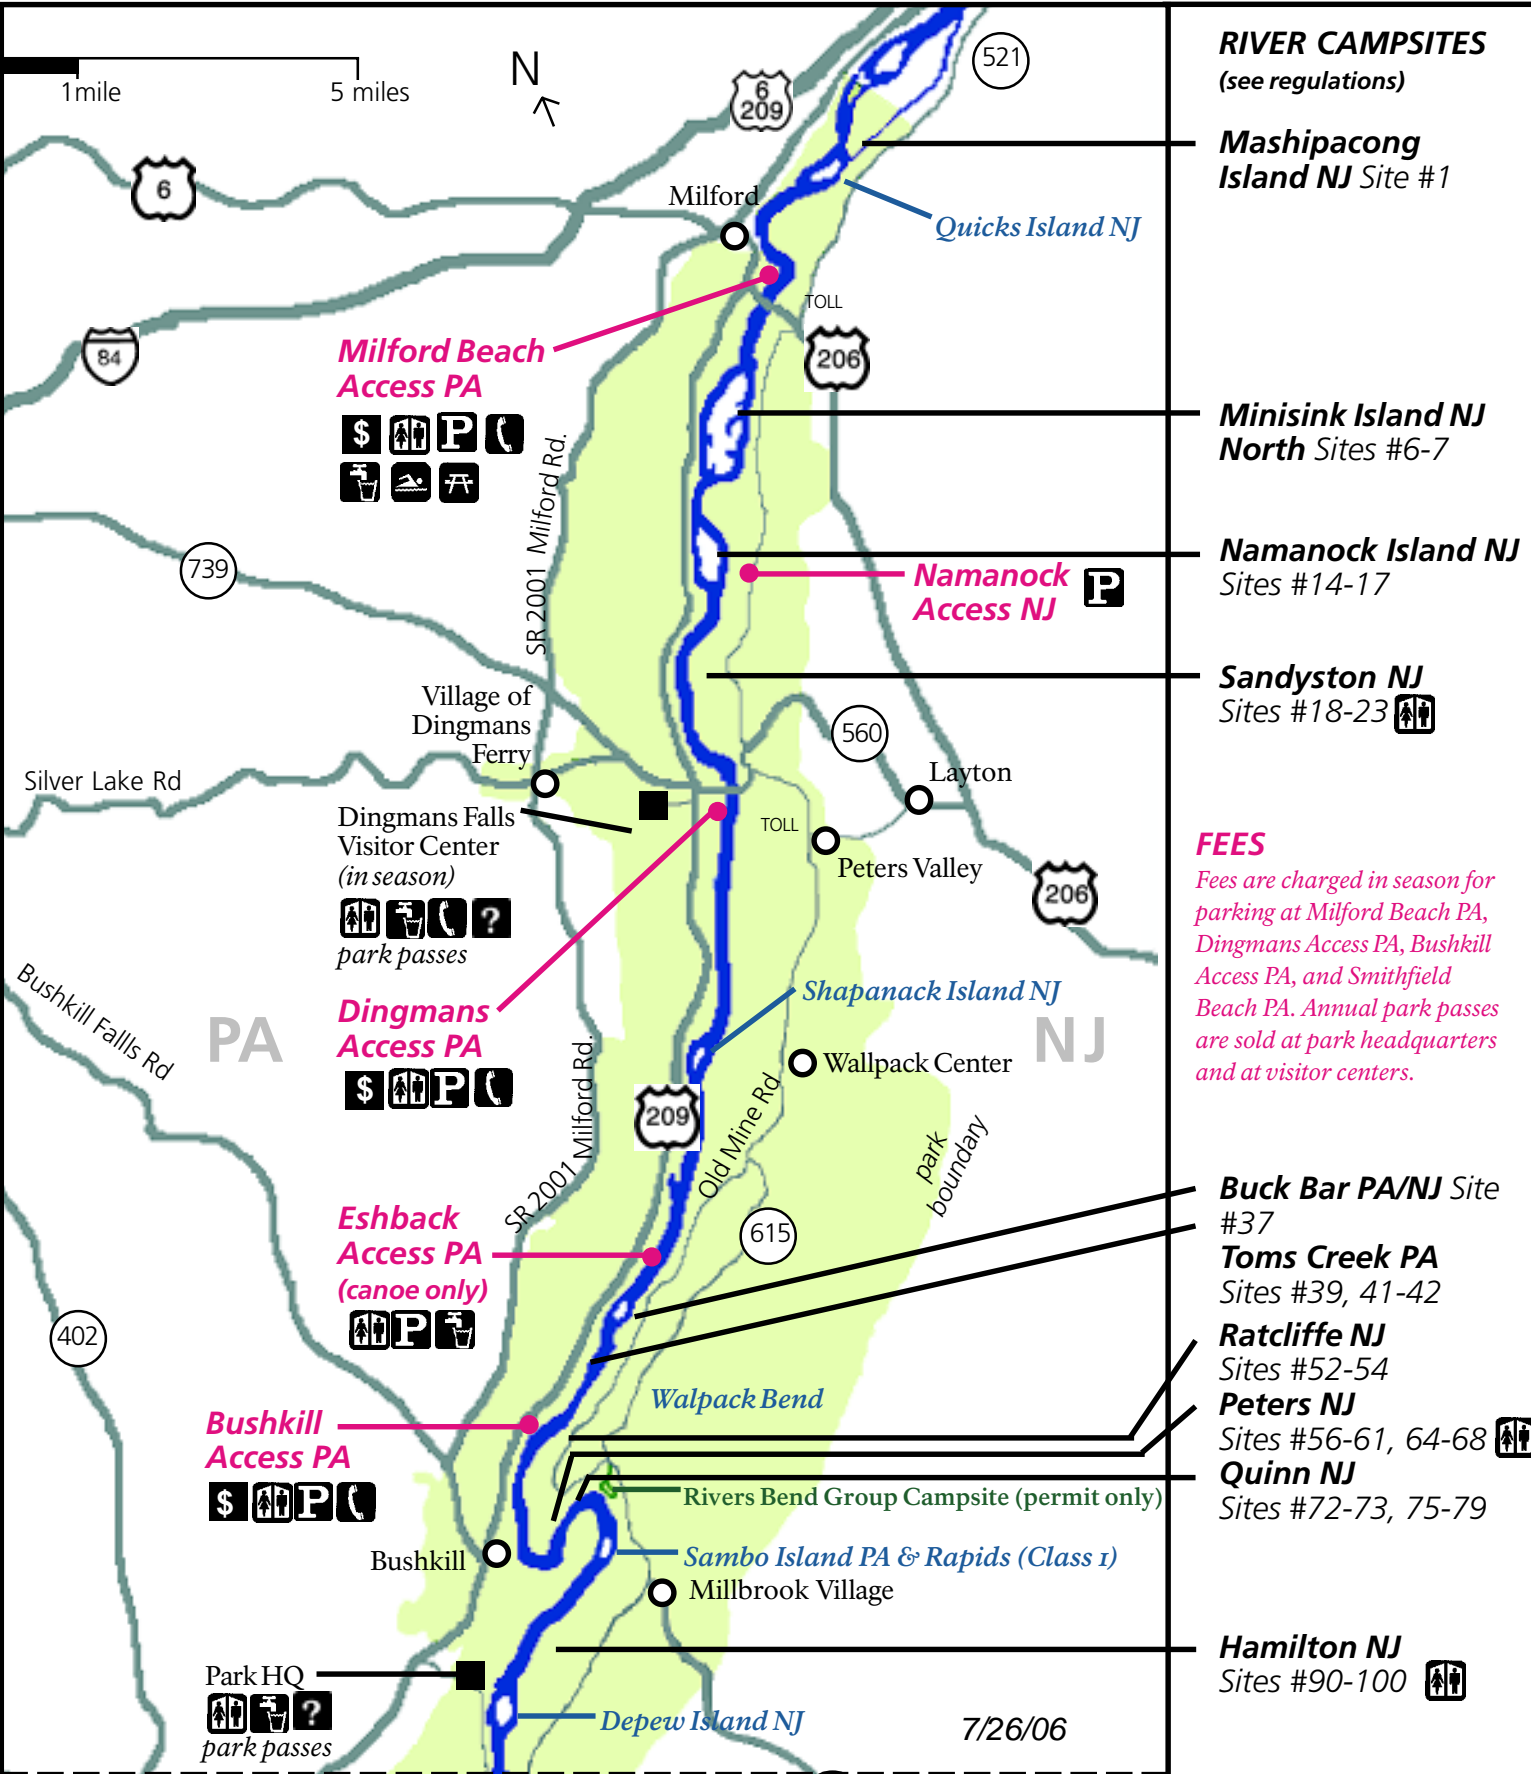 1mile
5 miles
N
521
6
209
6
Milford
Quicks Island NJ
TOLL
206
84
Milford Beach
Access PA
$
P
SR 2001 Milford Rd.
739
Namanock
Access NJ
P
Village of
Dingmans
Ferry
560
Layton
Silver Lake Rd
Dingmans Falls
Visitor Center
(in season)
?
park passes
TOLL
Peters Valley
206
Bushkill Fallls Rd
PA
NJ
Dingmans
Access PA
$
P
Shapanack Island NJ
Wallpack Center
209
Old Mine Rd
park
boundary
SR 2001 Milford Rd.
Eshback
Access PA
(canoe only)
P
615
402
Walpack Bend
Bushkill
Access PA
$
P
Rivers Bend Group Campsite (permit only)
Bushkill
Sambo Island PA & Rapids (Class 1)
Millbrook Village
Park HQ
?
park passes
Depew Island NJ
7/26/06
RIVER CAMPSITES
(see regulations)
Mashipacong
Island NJ Site #1
Minisink Island NJ
North Sites #6-7
Namanock Island NJ
Sites #14-17
Sandyston NJ
Sites #18-23
FEES
Fees are charged in season for
parking at Milford Beach PA,
Dingmans Access PA, Bushkill
Access PA, and Smithfield
Beach PA. Annual park passes
are sold at park headquarters
and at visitor centers.
Buck Bar PA/NJ Site
#37
Toms Creek PA
Sites #39, 41-42
Ratcliffe NJ
Sites #52-54
Peters NJ
Sites #56-61, 64-68
Quinn NJ
Sites #72-73, 75-79
Hamilton NJ
Sites #90-100